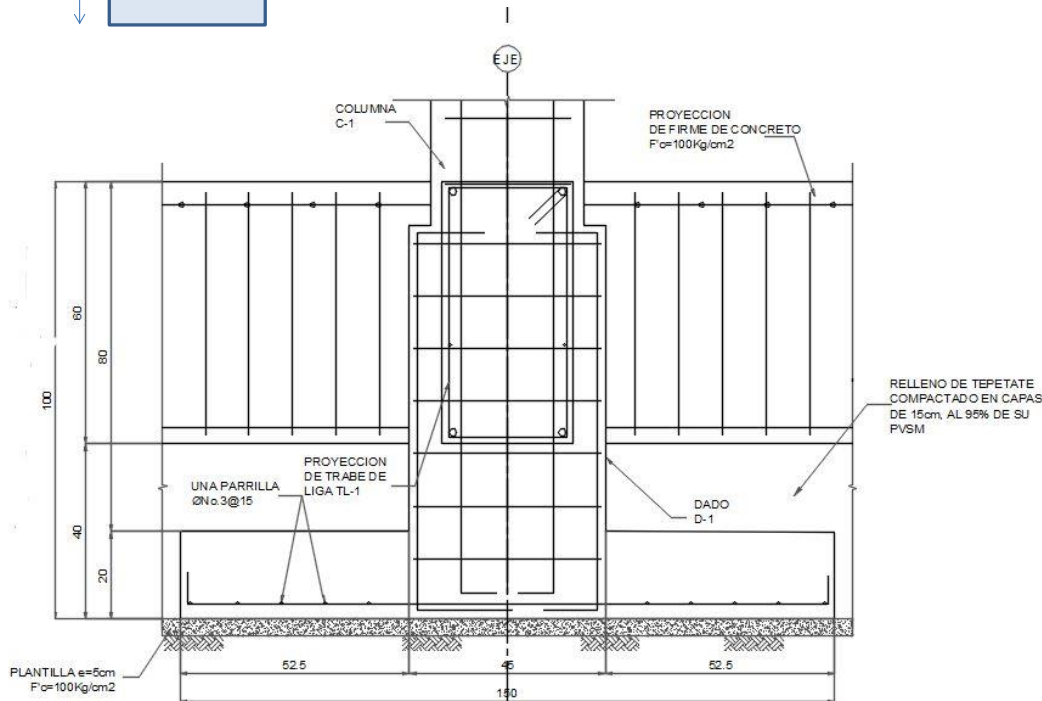 EJE
COLUMNA
C-1
PROYECCION
DE FIRME DE CONCRETO
F'c=100Kg/cm2
60
80
100
RELLENO DE TEPETATE
COMPACTADO EN CAPAS
DE 15cm, AL 95% DE SU
PVSM
PROYECCION
DE TRABE DE
LIGA TL-1
UNA PARRILLA
ØNo.3@15
DADO
D-1
40
20
PLANTILLA e=5cm
F'c=100Kg/cm2
52.5
45
52.5
150